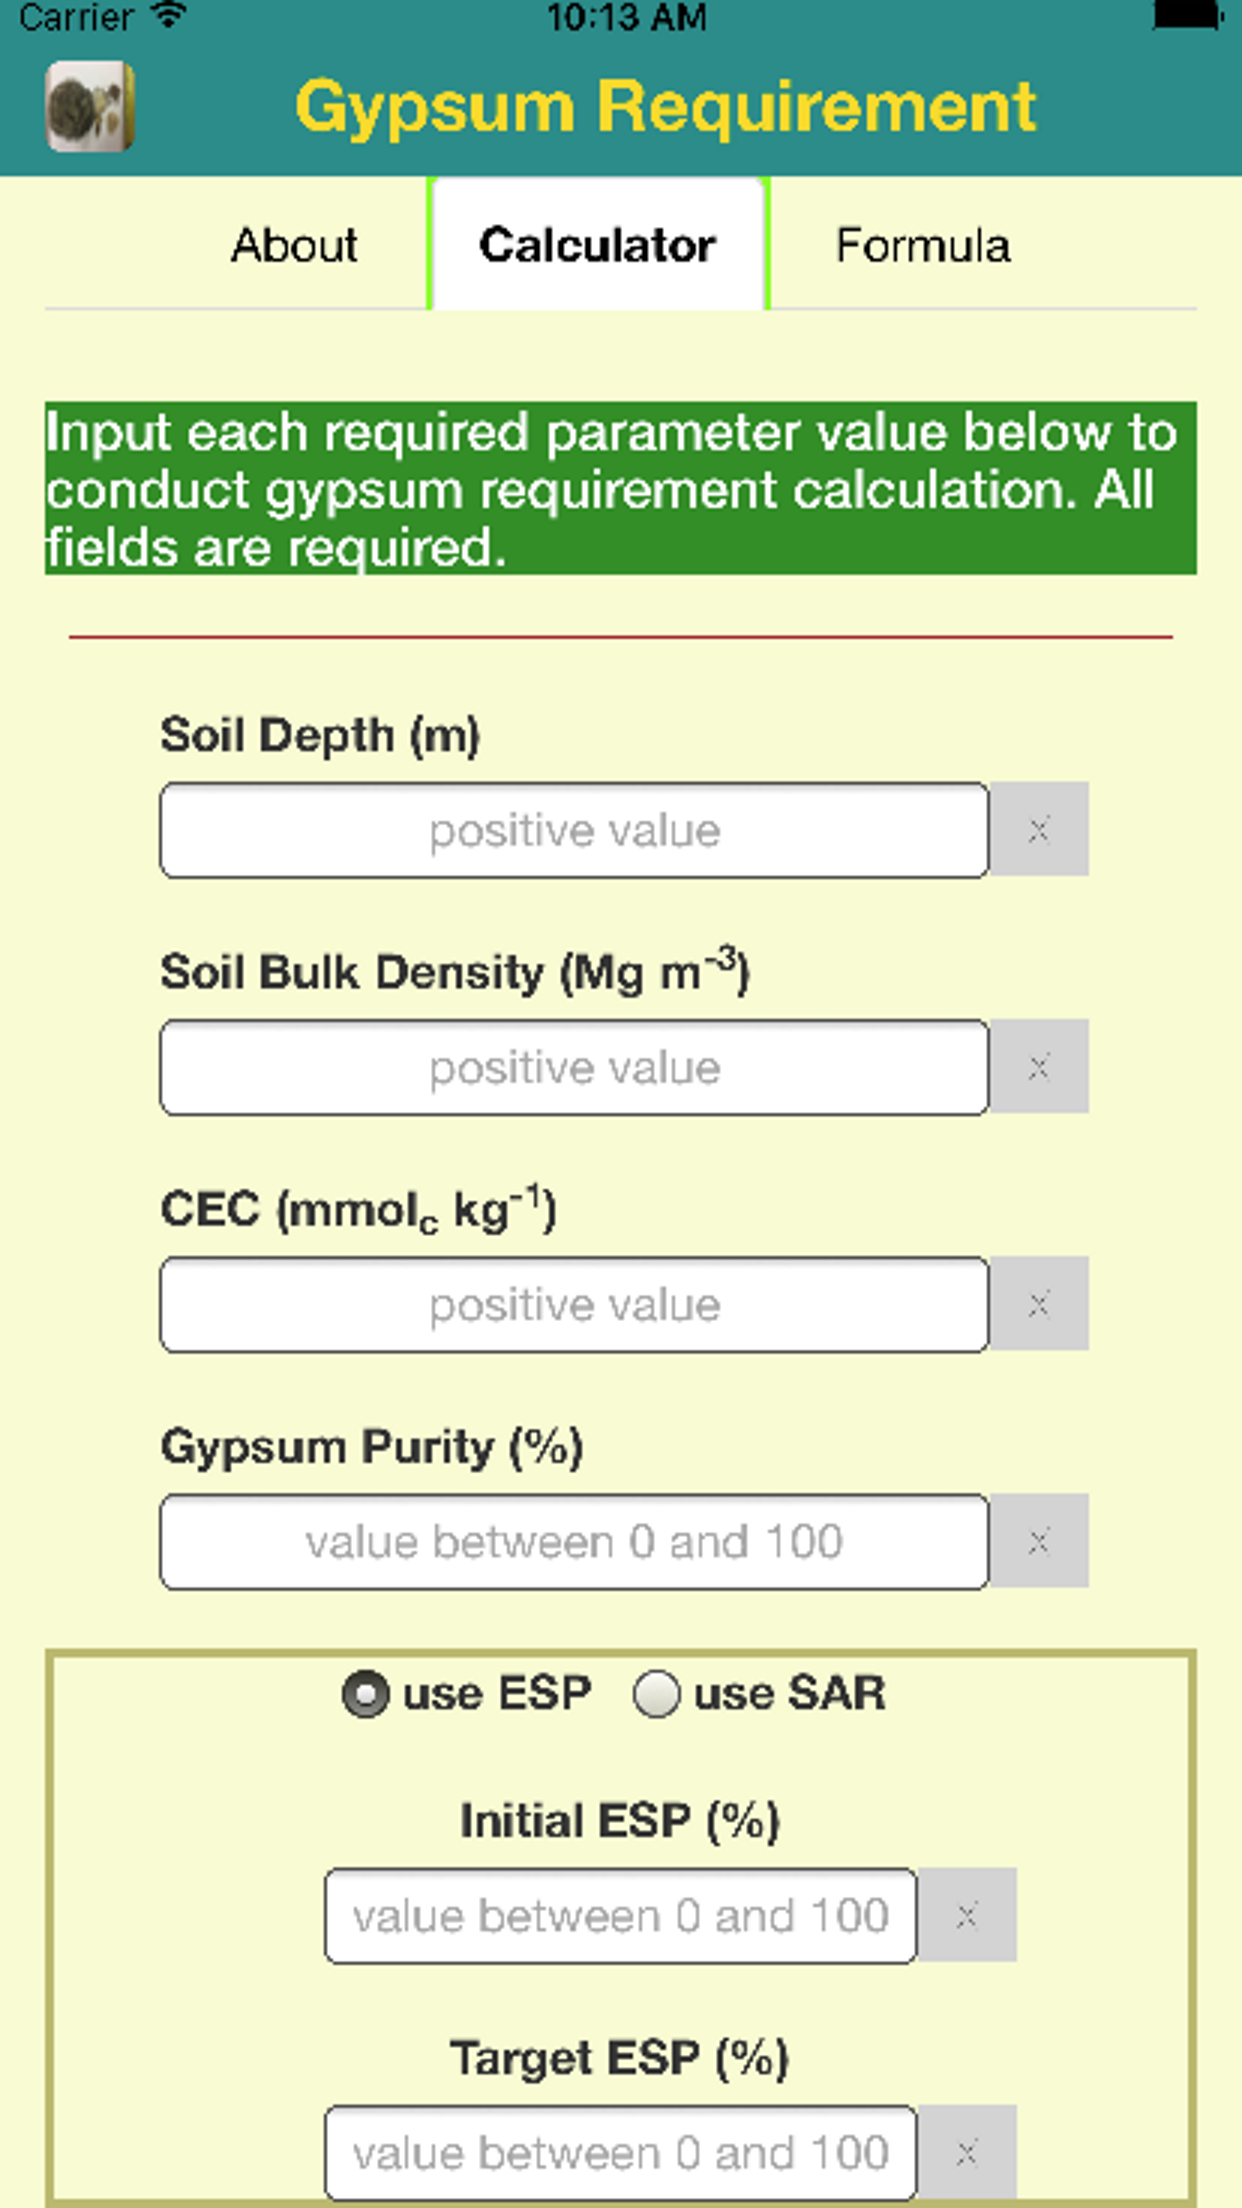 Carrier 10:13 AM
Gypsum Requirement
About Calculator Formula
Input each required parameter value below to
conduct gypsum requirement calculation. All
fields are required.
Soil Depth (m)
positive value x
Soil Bulk Density (Mg m⁻³)
positive value x
CEC (mmol꜀ kg⁻¹)
positive value x
Gypsum Purity (%)
value between 0 and 100 x
use ESP use SAR
Initial ESP (%)
value between 0 and 100 x
Target ESP (%)
value between 0 and 100 x